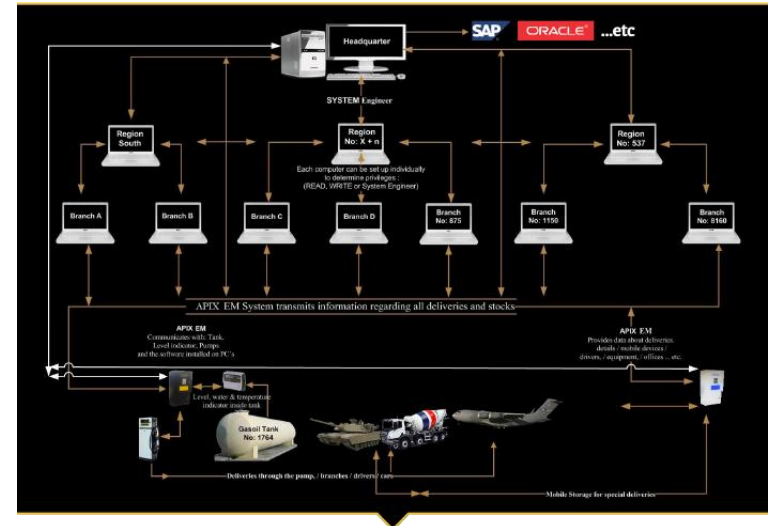 Headquarter
SAP ORACLE ...etc
SYSTEM Engineer
Region
South
Region
No: X + n
Region
No: 537
Each computer can be set up individually
to determine privileges :
(READ, WRITE or System Engineer)
Branch A
Branch B
Branch C
Branch D
Branch
No: 875
Branch
No: 1150
Branch
No: 8160
APIX EM System transmits information regarding all deliveries and stocks
APIX EM
Communicates with: Tank,
Level indicator, Pumps
and the software installed on PC's
APIX EM
Provides data about deliveries
details / mobile devices /
drivers, / equipment, / offices ... etc.
Level, water & temperature
indicator inside tank
Gasoil Tank
No: 1764
Deliveries through the pump, / branches / drivers / cars
Mobile Storage for special deliveries